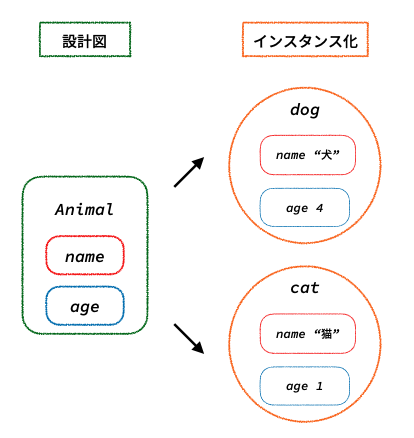 設計図
インスタンス化
Animal
name
age
dog
name “犬”
age 4
cat
name “猫”
age 1